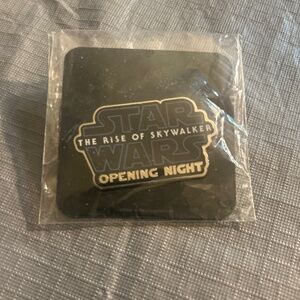 STAR
THE RISE OF SKYWALKER
WARS
OPENING NIGHT